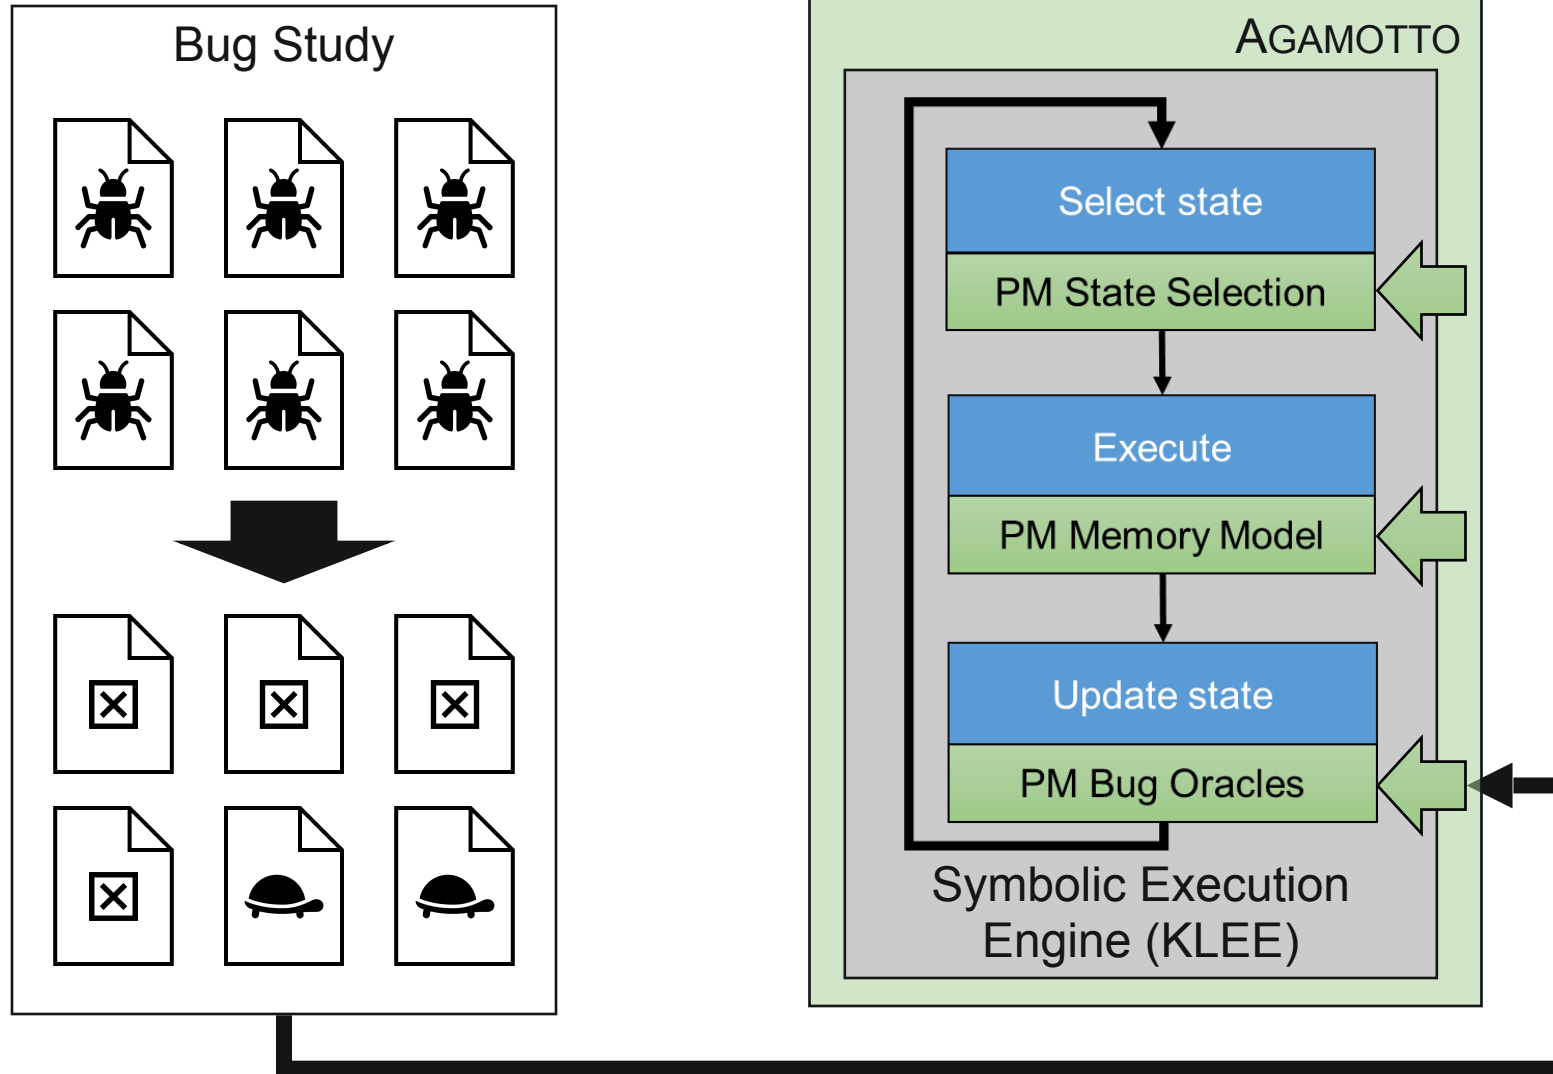 Bug Study
AGAMOTTO
Select state
PM State Selection
Execute
PM Memory Model
Update state
PM Bug Oracles
Symbolic Execution
Engine (KLEE)